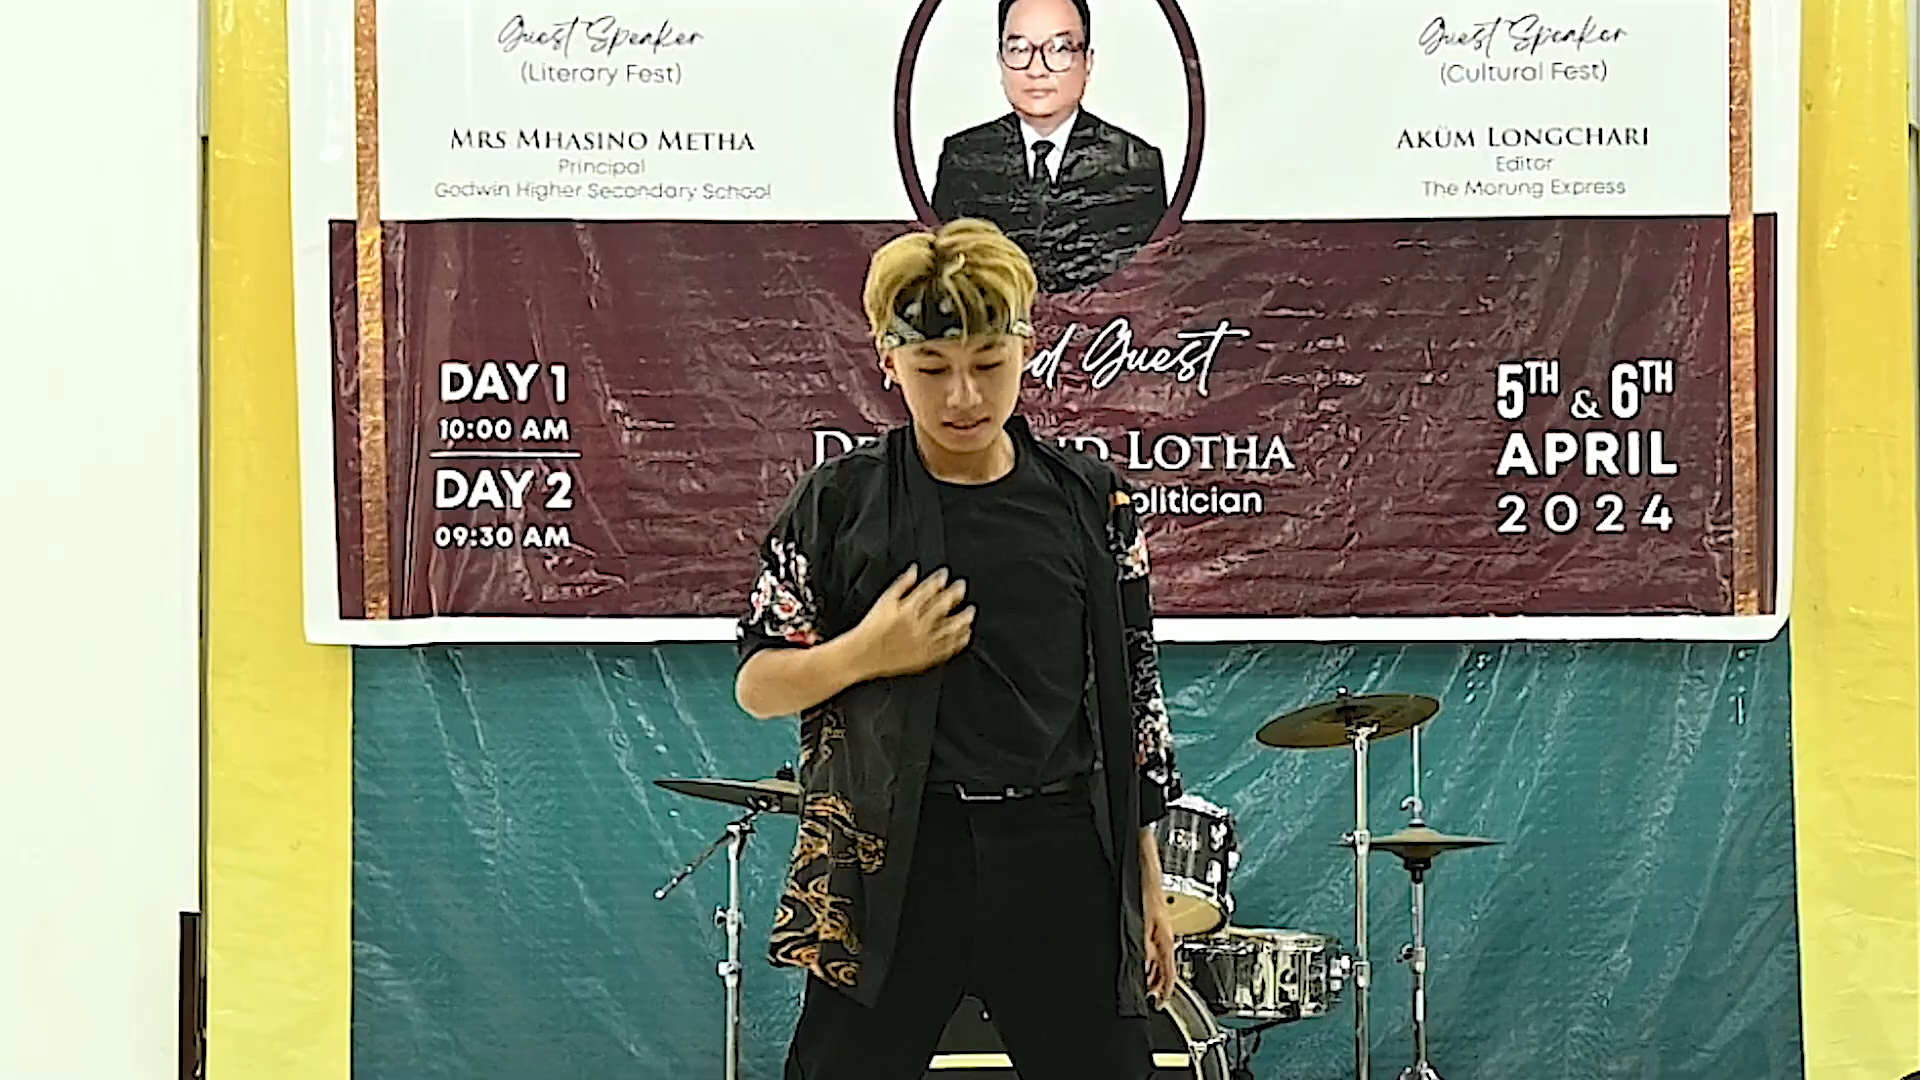 Guest Speaker
(Literary Fest)
MRS MHASINO METHA
Principal
Godwin Higher Secondary School
Guest Speaker
(Cultural Fest)
AKÜM LONGCHARI
Editor
The Morung Express
Guest
LOTHA
DAY 1
10:00 AM
DAY 2
09:30 AM
5TH & 6TH
APRIL
2024